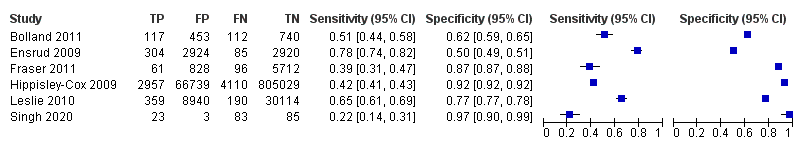 Study TP FP FN TN Sensitivity (95% CI) Specificity (95% CI) Sensitivity (95% CI) Specificity (95% CI)
Bolland 2011 117 453 112 740 0.51 [0.44, 0.58] 0.62 [0.59, 0.65]
Ensrud 2009 304 2924 85 2920 0.78 [0.74, 0.82] 0.50 [0.49, 0.51]
Fraser 2011 61 828 96 5712 0.39 [0.31, 0.47] 0.87 [0.87, 0.88]
Hippisley-Cox 2009 2957 66739 4110 805029 0.42 [0.41, 0.43] 0.92 [0.92, 0.92]
Leslie 2010 359 8940 190 30114 0.65 [0.61, 0.69] 0.77 [0.77, 0.78]
Singh 2020 23 3 83 85 0.22 [0.14, 0.31] 0.97 [0.90, 0.99]
0 0.2 0.4 0.6 0.8 1 0 0.2 0.4 0.6 0.8 1